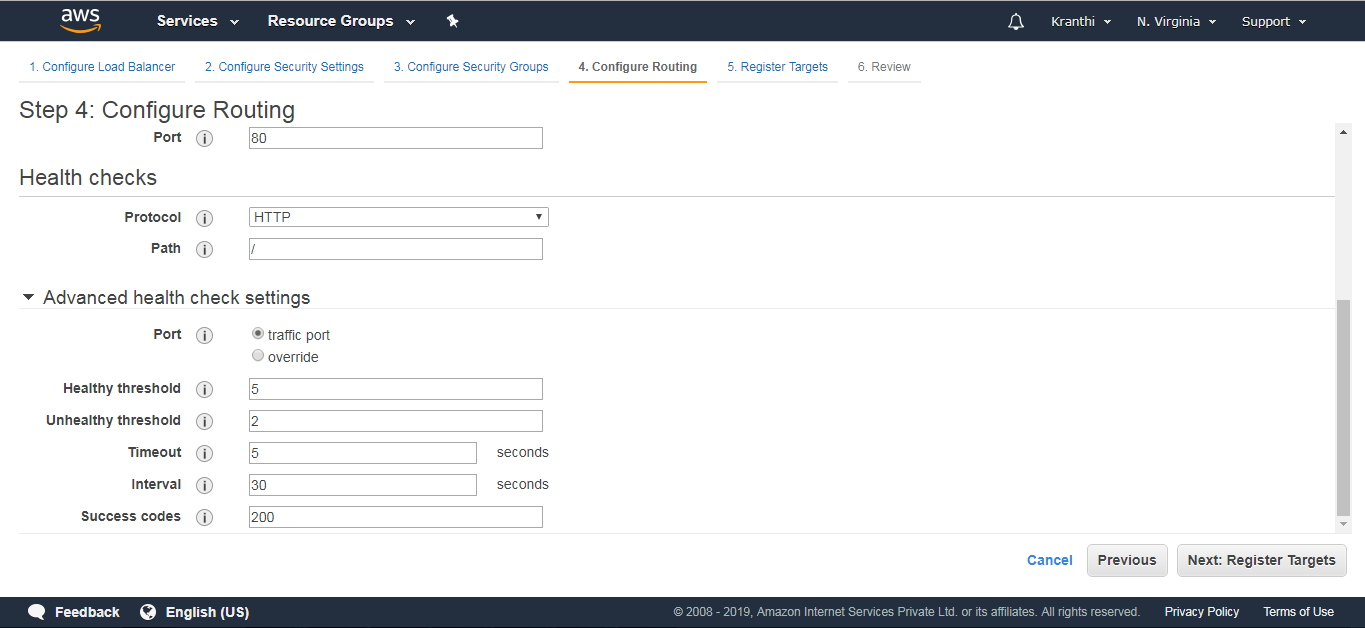 aws Services Resource Groups Kranthi N. Virginia Support
1. Configure Load Balancer 2. Configure Security Settings 3. Configure Security Groups 4. Configure Routing 5. Register Targets 6. Review
Step 4: Configure Routing
Port i 80
Health checks
Protocol i HTTP
Path i /
Advanced health check settings
Port i traffic port
override
Healthy threshold i 5
Unhealthy threshold i 2
Timeout i 5 seconds
Interval i 30 seconds
Success codes i 200
Cancel Previous Next: Register Targets
Feedback English (US) © 2008 - 2019, Amazon Internet Services Private Ltd. or its affiliates. All rights reserved. Privacy Policy Terms of Use